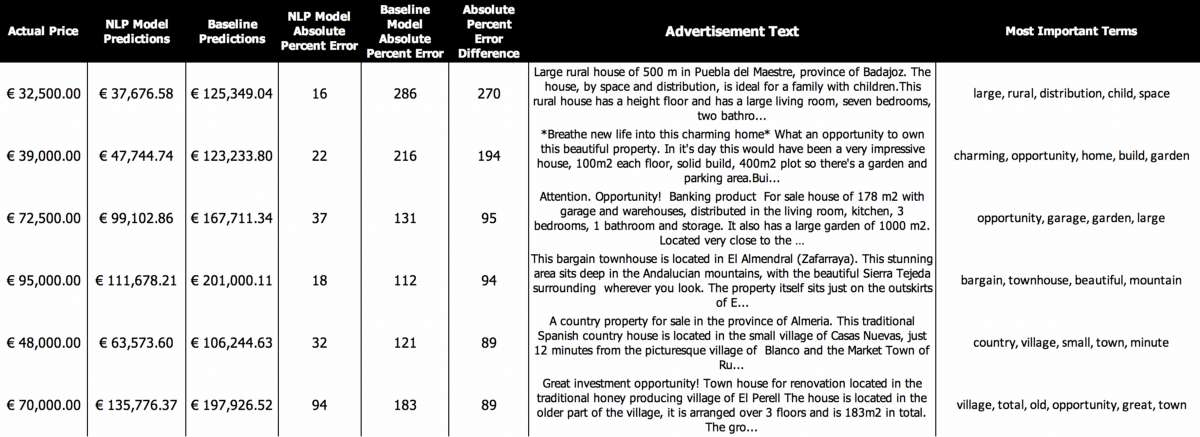 Actual Price
NLP Model
Predictions
Baseline
Predictions
NLP Model
Absolute
Percent Error
Baseline
Model
Absolute
Percent Error
Absolute
Percent
Error
Difference
Advertisement Text
Most Important Terms
€ 32,500.00
€ 37,676.58
€ 125,349.04
16
286
270
Large rural house of 500 m in Puebla del Maestre, province of Badajoz. The
house, by space and distribution, is ideal for a family with children.This
rural house has a height floor and has a large living room, seven bedrooms,
two bathro...
large, rural, distribution, child, space
€ 39,000.00
€ 47,744.74
€ 123,233.80
22
216
194
*Breathe new life into this charming home* What an opportunity to own
this beautiful property. In it's day this would have been a very impressive
house, 100m2 each floor, solid build, 400m2 plot so there's a garden and
parking area.Bui...
charming, opportunity, home, build, garden
€ 72,500.00
€ 99,102.86
€ 167,711.34
37
131
95
Attention. Opportunity! Banking product For sale house of 178 m2 with
garage and warehouses, distributed in the living room, kitchen, 3
bedrooms, 1 bathroom and storage. It also has a large garden of 1000 m2.
Located very close to the ...
opportunity, garage, garden, large
€ 95,000.00
€ 111,678.21
€ 201,000.11
18
112
94
This bargain townhouse is located in El Almendral (Zafarraya). This stunning
area sits deep in the Andalucian mountains, with the beautiful Sierra Tejeda
surrounding wherever you look. The property itself sits just on the outskirts
of E...
bargain, townhouse, beautiful, mountain
€ 48,000.00
€ 63,573.60
€ 106,244.63
32
121
89
A country property for sale in the province of Almeria. This traditional
Spanish country house is located in the small village of Casas Nuevas, just
12 minutes from the picturesque village of Blanco and the Market Town of
Ru...
country, village, small, town, minute
€ 70,000.00
€ 135,776.37
€ 197,926.52
94
183
89
Great investment opportunity! Town house for renovation located in the
traditional honey producing village of El Perell The house is located in the
older part of the village, it is arranged over 3 floors and is 183m2 in total.
The gro...
village, total, old, opportunity, great, town